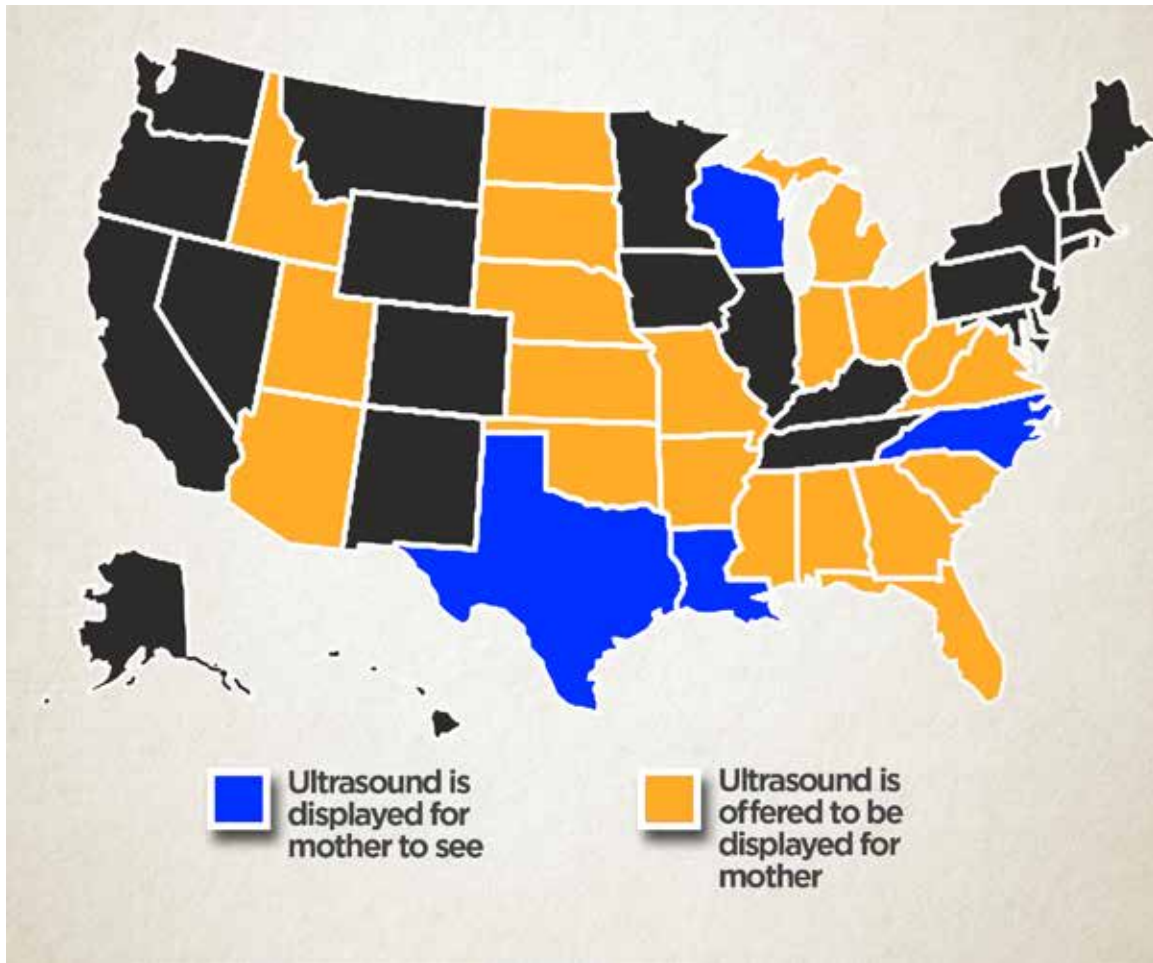 Ultrasound is
displayed for
mother to see
Ultrasound is
offered to be
displayed for
mother